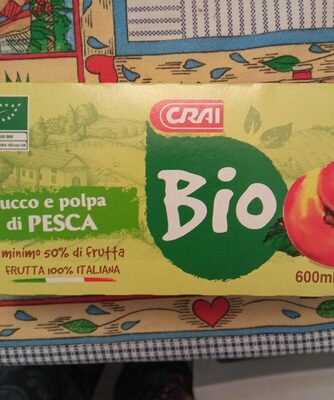 CRAI
Bio
ucco e polpa
di PESCA
minimo 50% di frutta
FRUTTA 100% ITALIANA
600ml